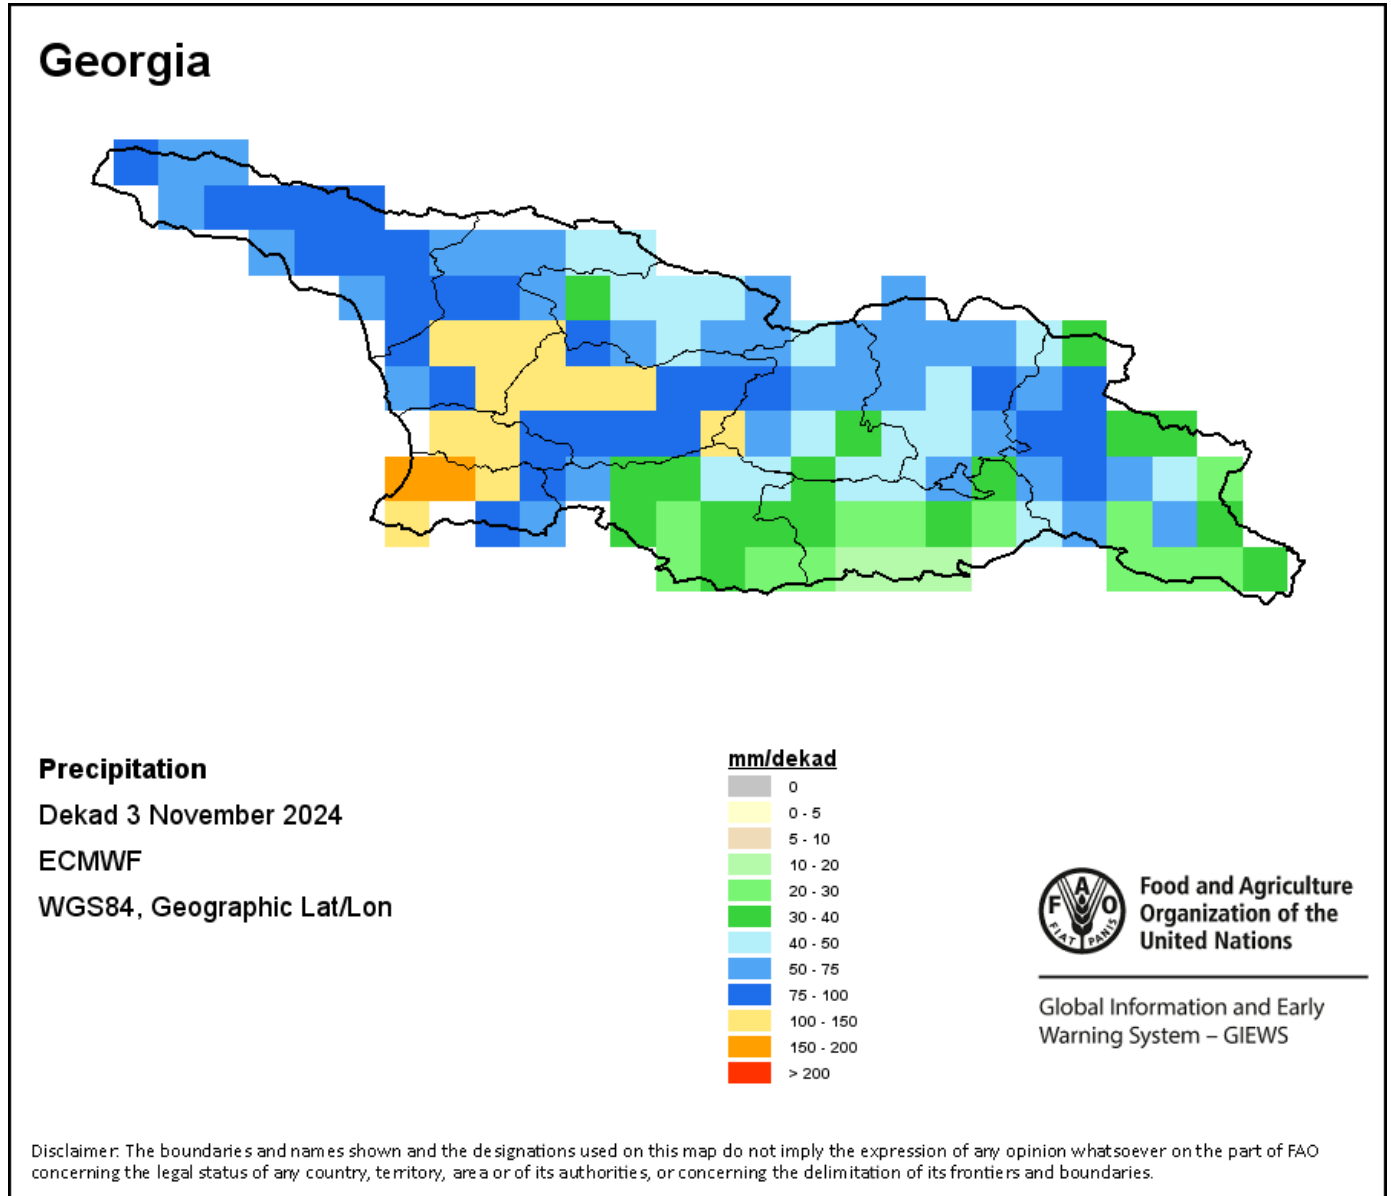 Georgia
Precipitation
Dekad 3 November 2024
ECMWF
WGS84, Geographic Lat/Lon
mm/dekad
0
0 - 5
5 - 10
10 - 20
20 - 30
30 - 40
40 - 50
50 - 75
75 - 100
100 - 150
150 - 200
> 200
F A O
FIAT PANIS
Food and Agriculture
Organization of the
United Nations
Global Information and Early
Warning System – GIEWS
Disclaimer: The boundaries and names shown and the designations used on this map do not imply the expression of any opinion whatsoever on the part of FAO
concerning the legal status of any country, territory, area or of its authorities, or concerning the delimitation of its frontiers and boundaries.